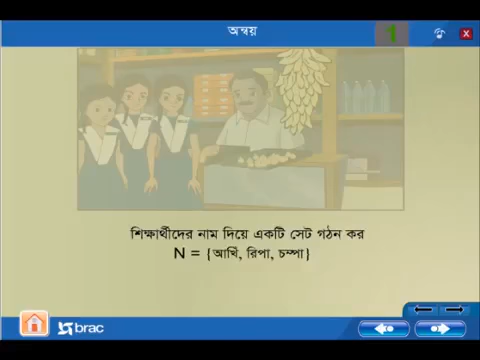 অন্বয়
1
শিক্ষার্থীদের নাম দিয়ে একটি সেট গঠন কর
N = {আখিঁ, রিপা, চম্পা}
brac